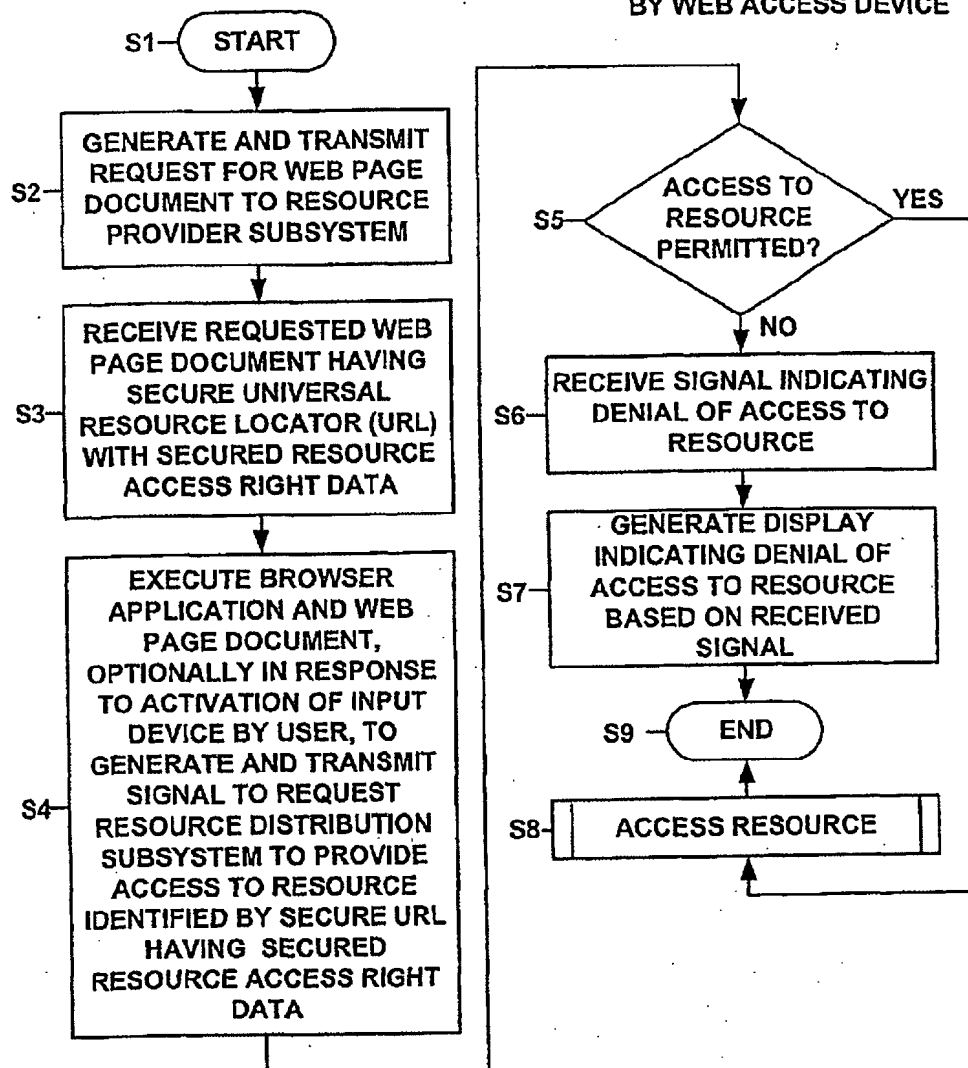 BY WEB ACCESS DEVICE
S1
START
S2
GENERATE AND TRANSMIT
REQUEST FOR WEB PAGE
DOCUMENT TO RESOURCE
PROVIDER SUBSYSTEM
S3
RECEIVE REQUESTED WEB
PAGE DOCUMENT HAVING
SECURE UNIVERSAL
RESOURCE LOCATOR (URL)
WITH SECURED RESOURCE
ACCESS RIGHT DATA
S4
EXECUTE BROWSER
APPLICATION AND WEB
PAGE DOCUMENT,
OPTIONALLY IN RESPONSE
TO ACTIVATION OF INPUT
DEVICE BY USER, TO
GENERATE AND TRANSMIT
SIGNAL TO REQUEST
RESOURCE DISTRIBUTION
SUBSYSTEM TO PROVIDE
ACCESS TO RESOURCE
IDENTIFIED BY SECURE URL
HAVING SECURED
RESOURCE ACCESS RIGHT
DATA
S5
ACCESS TO
RESOURCE
PERMITTED?
YES
NO
S6
RECEIVE SIGNAL INDICATING
DENIAL OF ACCESS TO
RESOURCE
S7
GENERATE DISPLAY
INDICATING DENIAL OF
ACCESS TO RESOURCE
BASED ON RECEIVED
SIGNAL
S9
END
S8
ACCESS RESOURCE